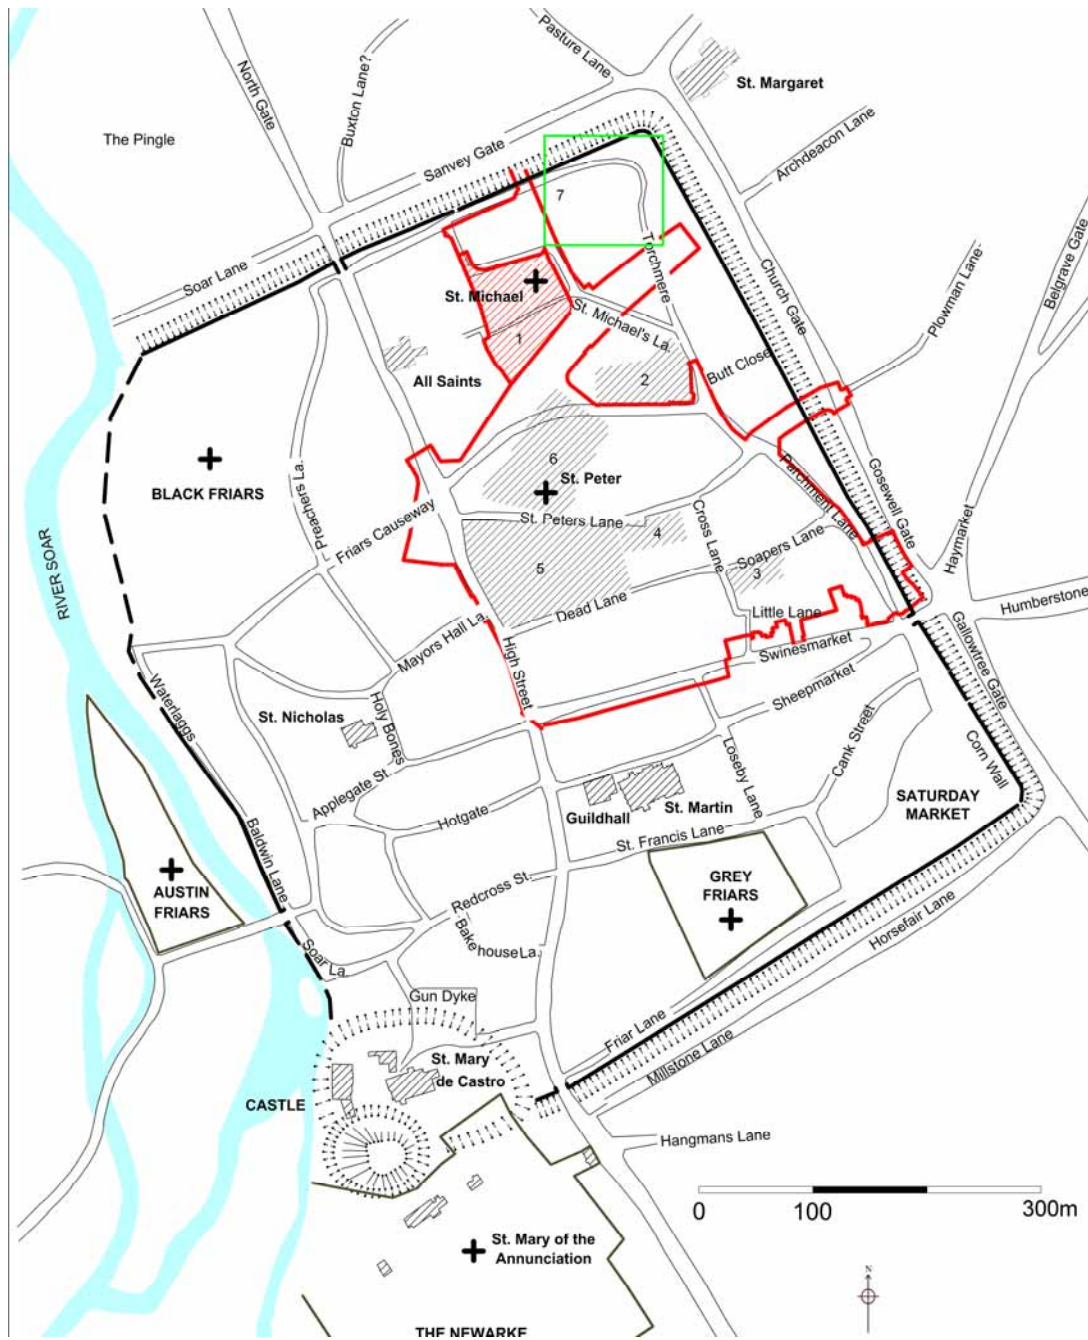 Pasture Lane
St. Margaret
North Gate
Buxton Lane?
The Pingle
Sanvey Gate
Archdeacon Lane
7
Torchmere
Soar Lane
Church Gate
Belgrave Gate
Plowman Lane
St. Michael
St. Michael's La.
1
All Saints
2
Butt Close
BLACK FRIARS
Preachers La.
6
St. Peter
Parchment Lane
Gosewell Gate
Haymarket
Friars Causeway
St. Peters Lane
Cross Lane
4
Soapers Lane
5
3
RIVER SOAR
Dead Lane
Little Lane
Humberstone
Mayors Hall La.
High Street
Swinesmarket
Gallowtree Gate
Sheepmarket
Waterlaggs
St. Nicholas
Holy Bones
Loseby Lane
Cank Street
Corn Wall
Applegate St.
Hotgate
Guildhall
St. Martin
SATURDAY
MARKET
St. Francis Lane
Baldwin Lane
AUSTIN
FRIARS
Redcross St.
GREY
FRIARS
Horsefair Lane
Soar La.
Bake
house La.
Gun Dyke
Friar Lane
Millstone Lane
St. Mary
de Castro
CASTLE
Hangmans Lane
0
100
300m
St. Mary of the
Annunciation
N
THE NEWARKE